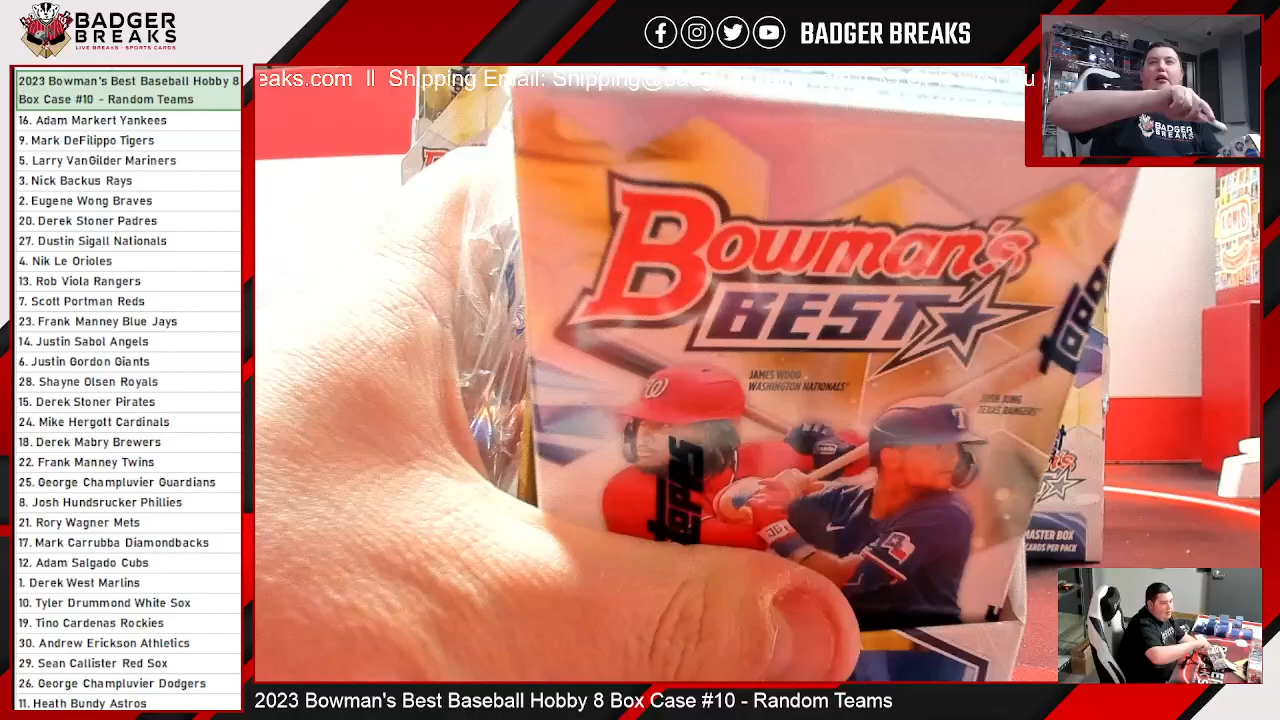 BADGER
BREAKS
LIVE BREAKS • SPORTS CARDS
BADGER BREAKS
2023 Bowman's Best Baseball Hobby 8
Box Case #10 - Random Teams
16. Adam Markert Yankees
9. Mark DeFilippo Tigers
5. Larry VanGilder Mariners
3. Nick Backus Rays
2. Eugene Wong Braves
20. Derek Stoner Padres
27. Dustin Sigall Nationals
4. Nik Le Orioles
13. Rob Viola Rangers
7. Scott Portman Reds
23. Frank Manney Blue Jays
14. Justin Sabol Angels
6. Justin Gordon Giants
28. Shayne Olsen Royals
15. Derek Stoner Pirates
24. Mike Hergott Cardinals
18. Derek Mabry Brewers
22. Frank Manney Twins
25. George Champluvier Guardians
8. Josh Hundsrucker Phillies
21. Rory Wagner Mets
17. Mark Carrubba Diamondbacks
12. Adam Salgado Cubs
1. Derek West Marlins
10. Tyler Drummond White Sox
19. Tino Cardenas Rockies
30. Andrew Erickson Athletics
29. Sean Callister Red Sox
26. George Champluvier Dodgers
11. Heath Bundy Astros
eaks.com || Shipping Email: Shipping@badg
BOWMAN'S
BEST
topps
JAMES WOOD
WASHINGTON NATIONALS
JOSH JUNG
TEXAS RANGERS
topps
W
T
MASTER BOX
CARDS PER PACK
BADGER
BREAKS
2023 Bowman's Best Baseball Hobby 8 Box Case #10 - Random Teams